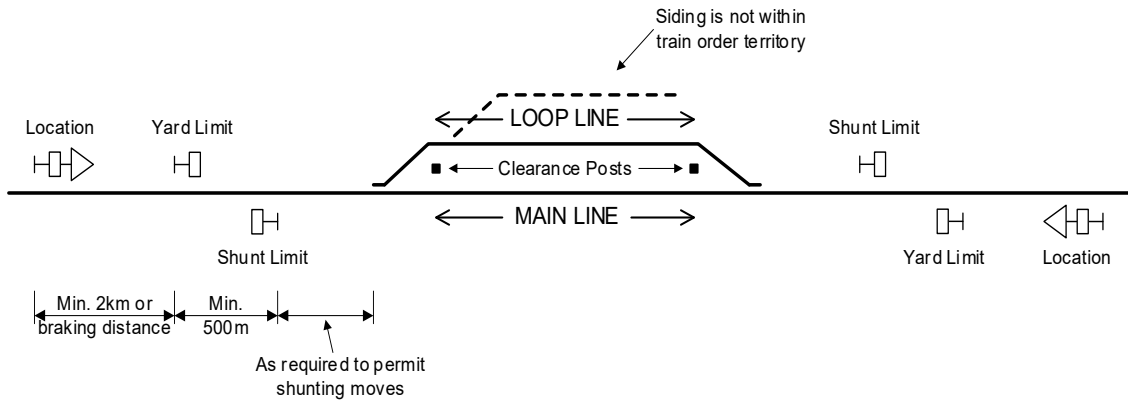 Siding is not within
train order territory
LOOP LINE
Location
Yard Limit
Shunt Limit
Clearance Posts
MAIN LINE
Shunt Limit
Yard Limit
Location
Min. 2km or
braking distance
Min.
500m
As required to permit
shunting moves